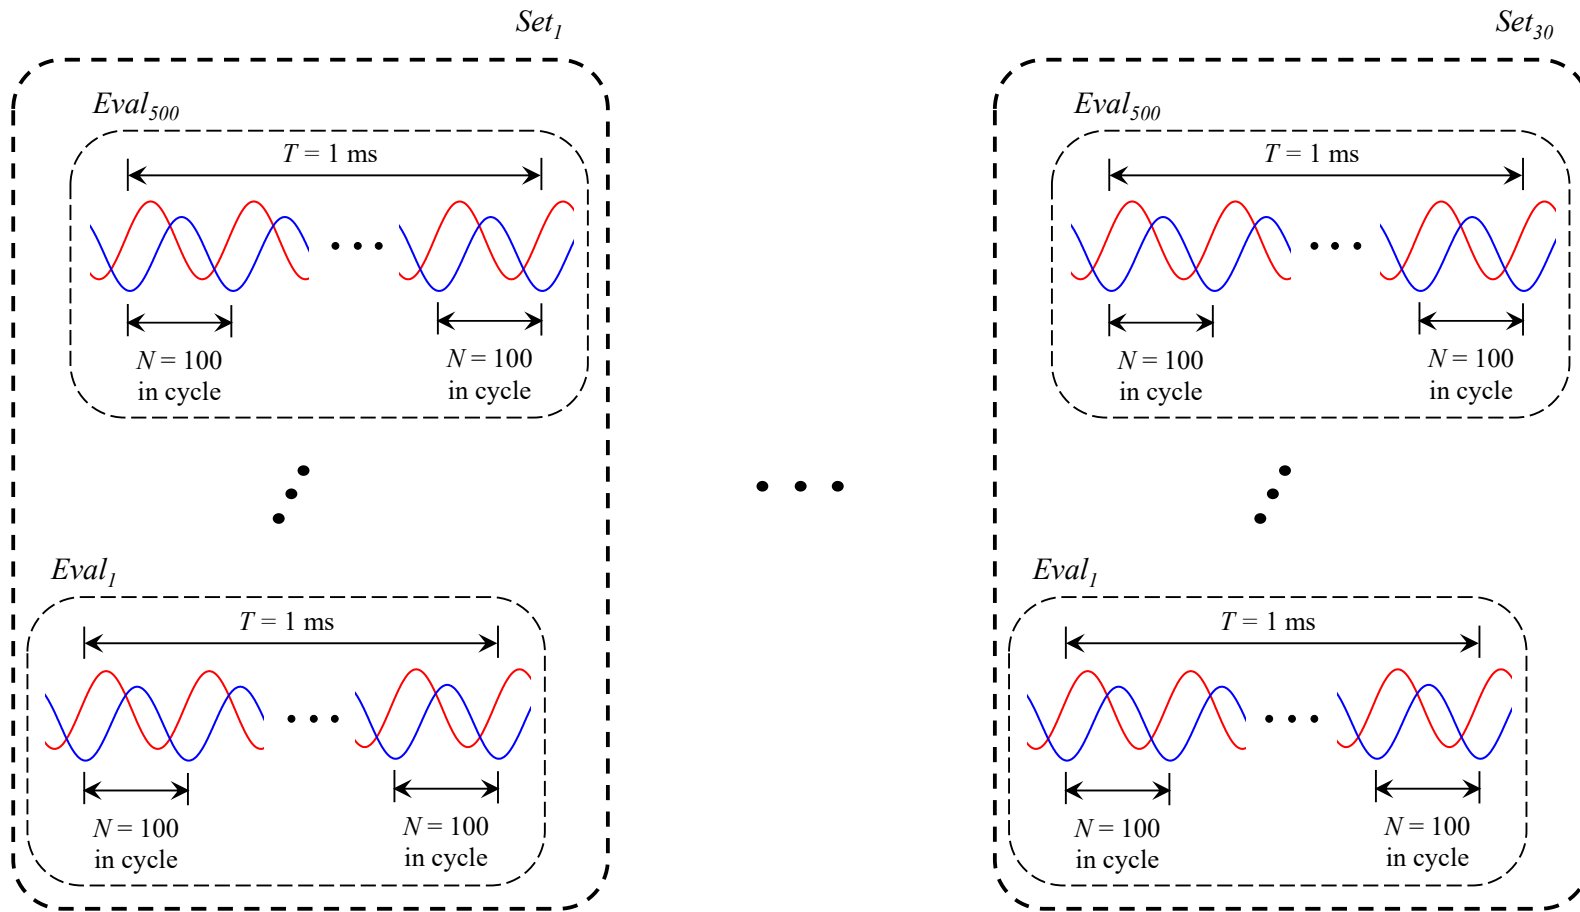 Set1
Eval500
T = 1 ms
N = 100
in cycle
N = 100
in cycle
Eval1
T = 1 ms
N = 100
in cycle
N = 100
in cycle
Set30
Eval500
T = 1 ms
N = 100
in cycle
N = 100
in cycle
Eval1
T = 1 ms
N = 100
in cycle
N = 100
in cycle